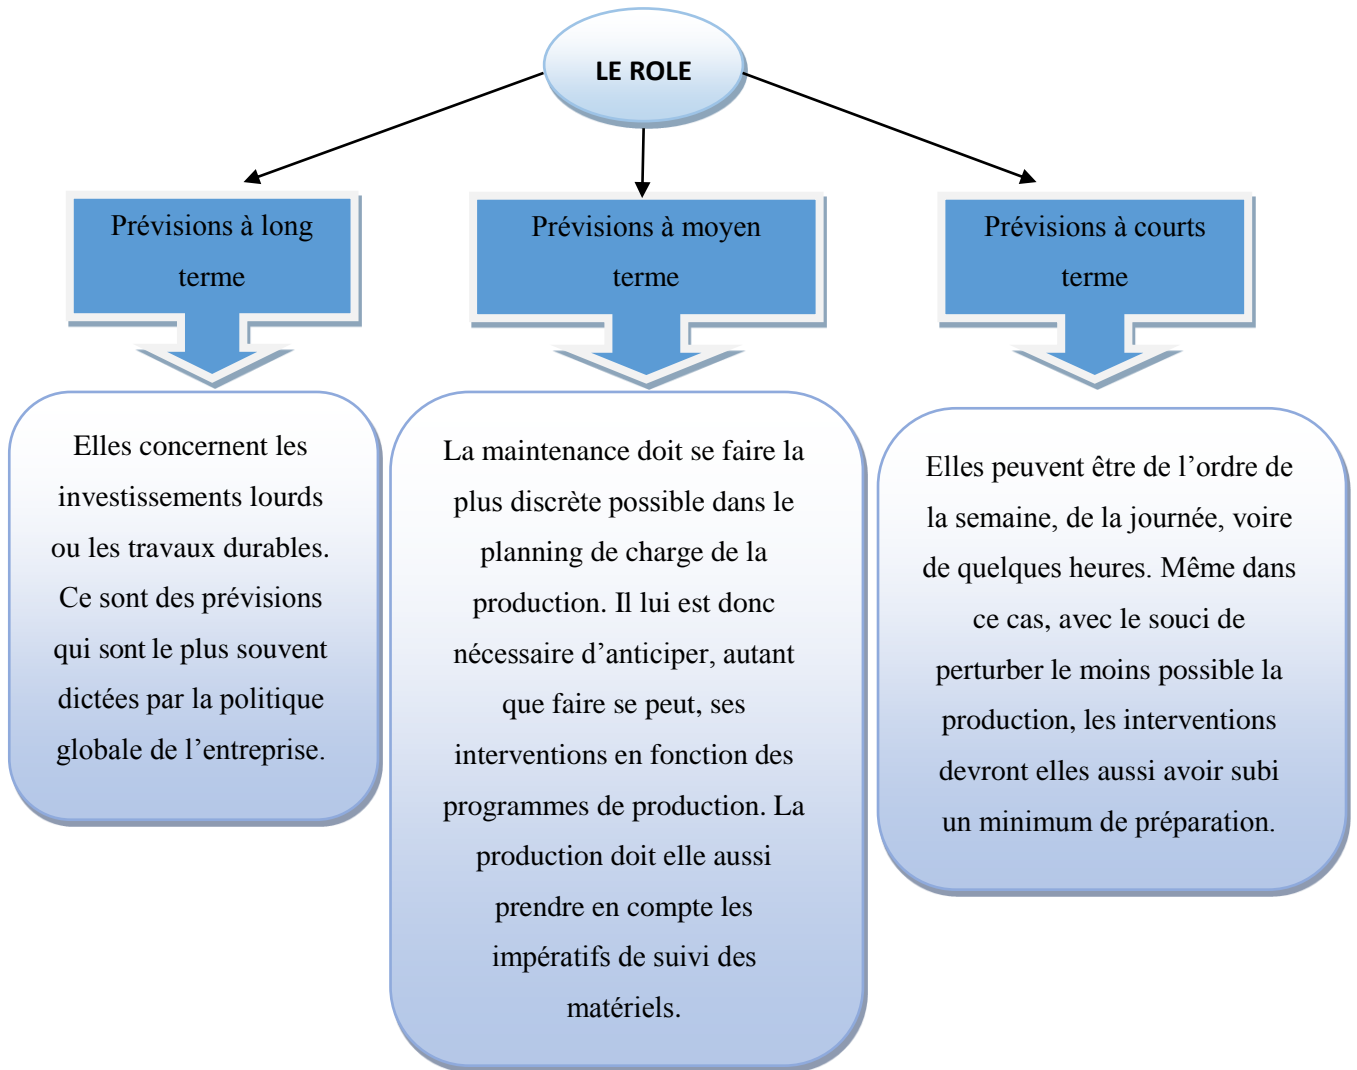 LE ROLE
Prévisions à long
terme
Prévisions à moyen
terme
Prévisions à courts
terme
Elles concernent les
investissements lourds
ou les travaux durables.
Ce sont des prévisions
qui sont le plus souvent
dictées par la politique
globale de l’entreprise.
La maintenance doit se faire la
plus discrète possible dans le
planning de charge de la
production. Il lui est donc
nécessaire d’anticiper, autant
que faire se peut, ses
interventions en fonction des
programmes de production. La
production doit elle aussi
prendre en compte les
impératifs de suivi des
matériels.
Elles peuvent être de l’ordre de
la semaine, de la journée, voire
de quelques heures. Même dans
ce cas, avec le souci de
perturber le moins possible la
production, les interventions
devront elles aussi avoir subi
un minimum de préparation.